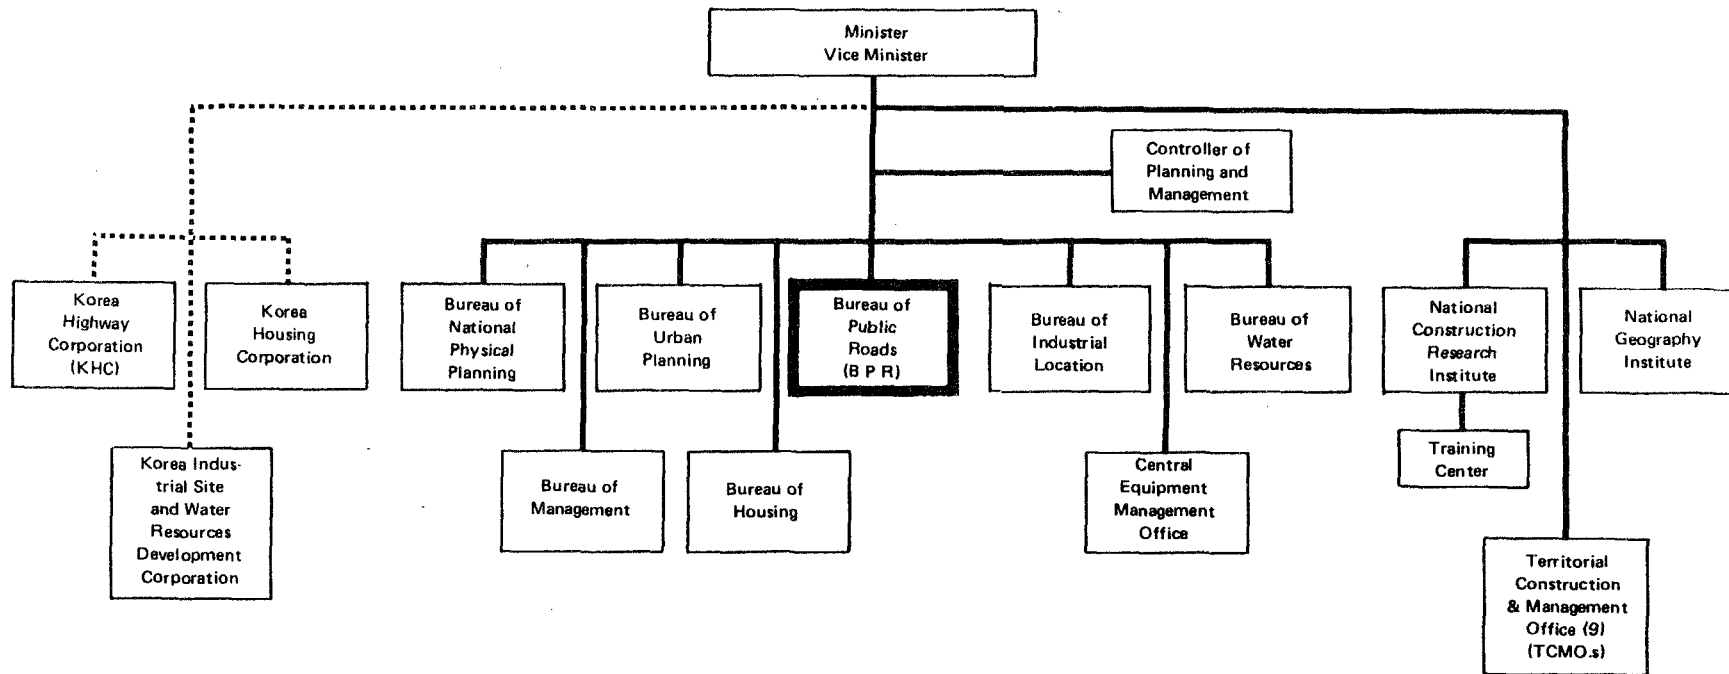 Minister
Vice Minister
Controller of
Planning and
Management
Korea
Highway
Corporation
(KHC)
Korea
Housing
Corporation
Bureau of
National
Physical
Planning
Bureau of
Urban
Planning
Bureau of
Public
Roads
(B P R)
Bureau of
Industrial
Location
Bureau of
Water
Resources
National
Construction
Research
Institute
National
Geography
Institute
Korea Indus-
trial Site
and Water
Resources
Development
Corporation
Bureau of
Management
Bureau of
Housing
Central
Equipment
Management
Office
Training
Center
Territorial
Construction
& Management
Office (9)
(TCMO.s)